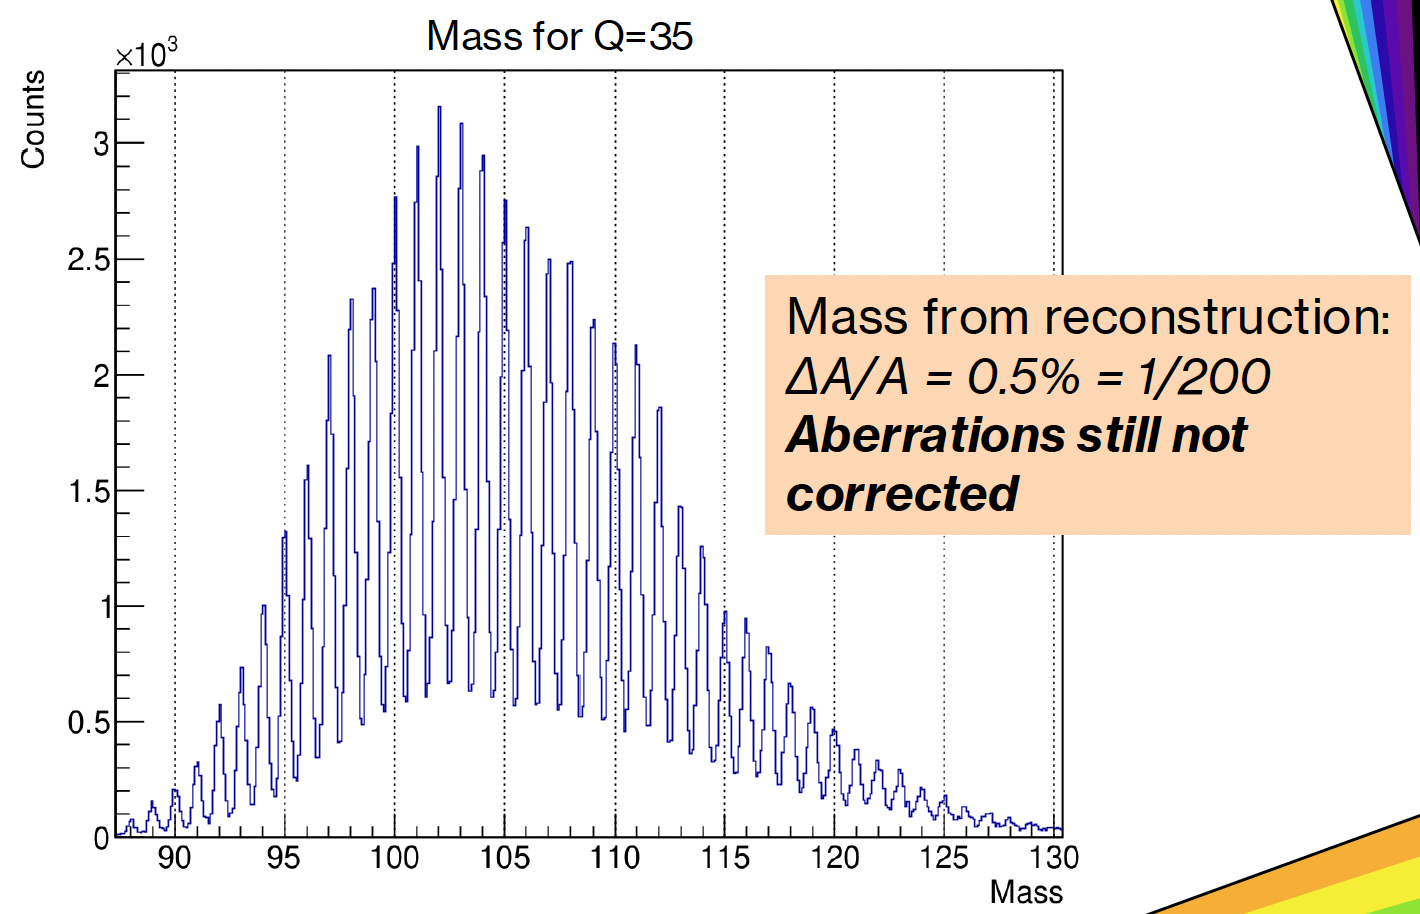 Mass for Q=35
×10³
Counts
3
2.5
2
1.5
1
0.5
0
90 95 100 105 110 115 120 125 130
Mass
Mass from reconstruction:
ΔA/A = 0.5% = 1/200
Aberrations still not
corrected